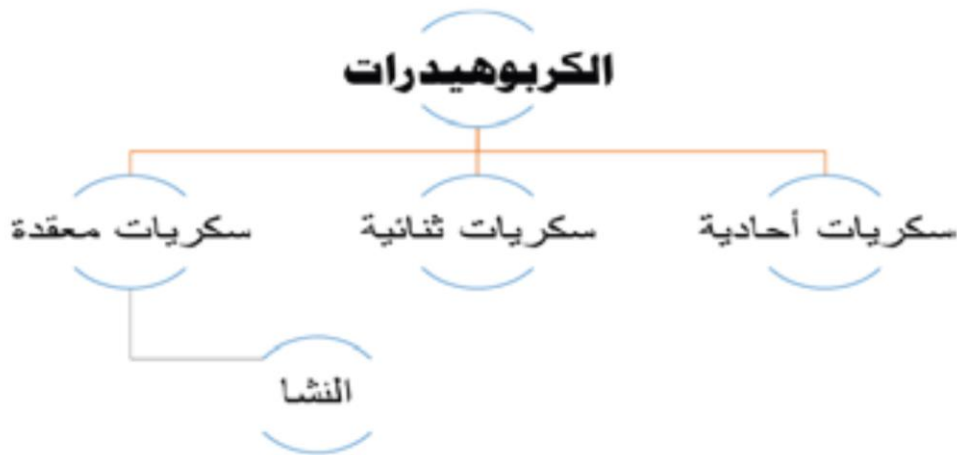 الكربوهيدرات
سكريات أحادية
سكريات ثنائية
سكريات معقدة
النشا